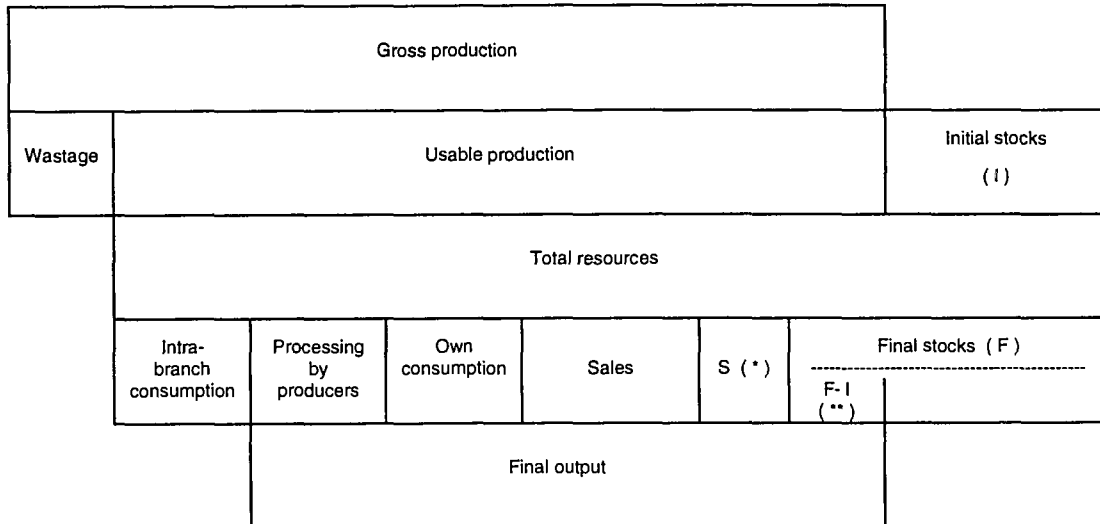 Gross production
Wastage
Usable production
Initial stocks
(I)
Total resources
Intra-
branch
consumption
Processing
by
producers
Own
consumption
Sales
S (*)
Final stocks (F)
F-I
(**)
Final output